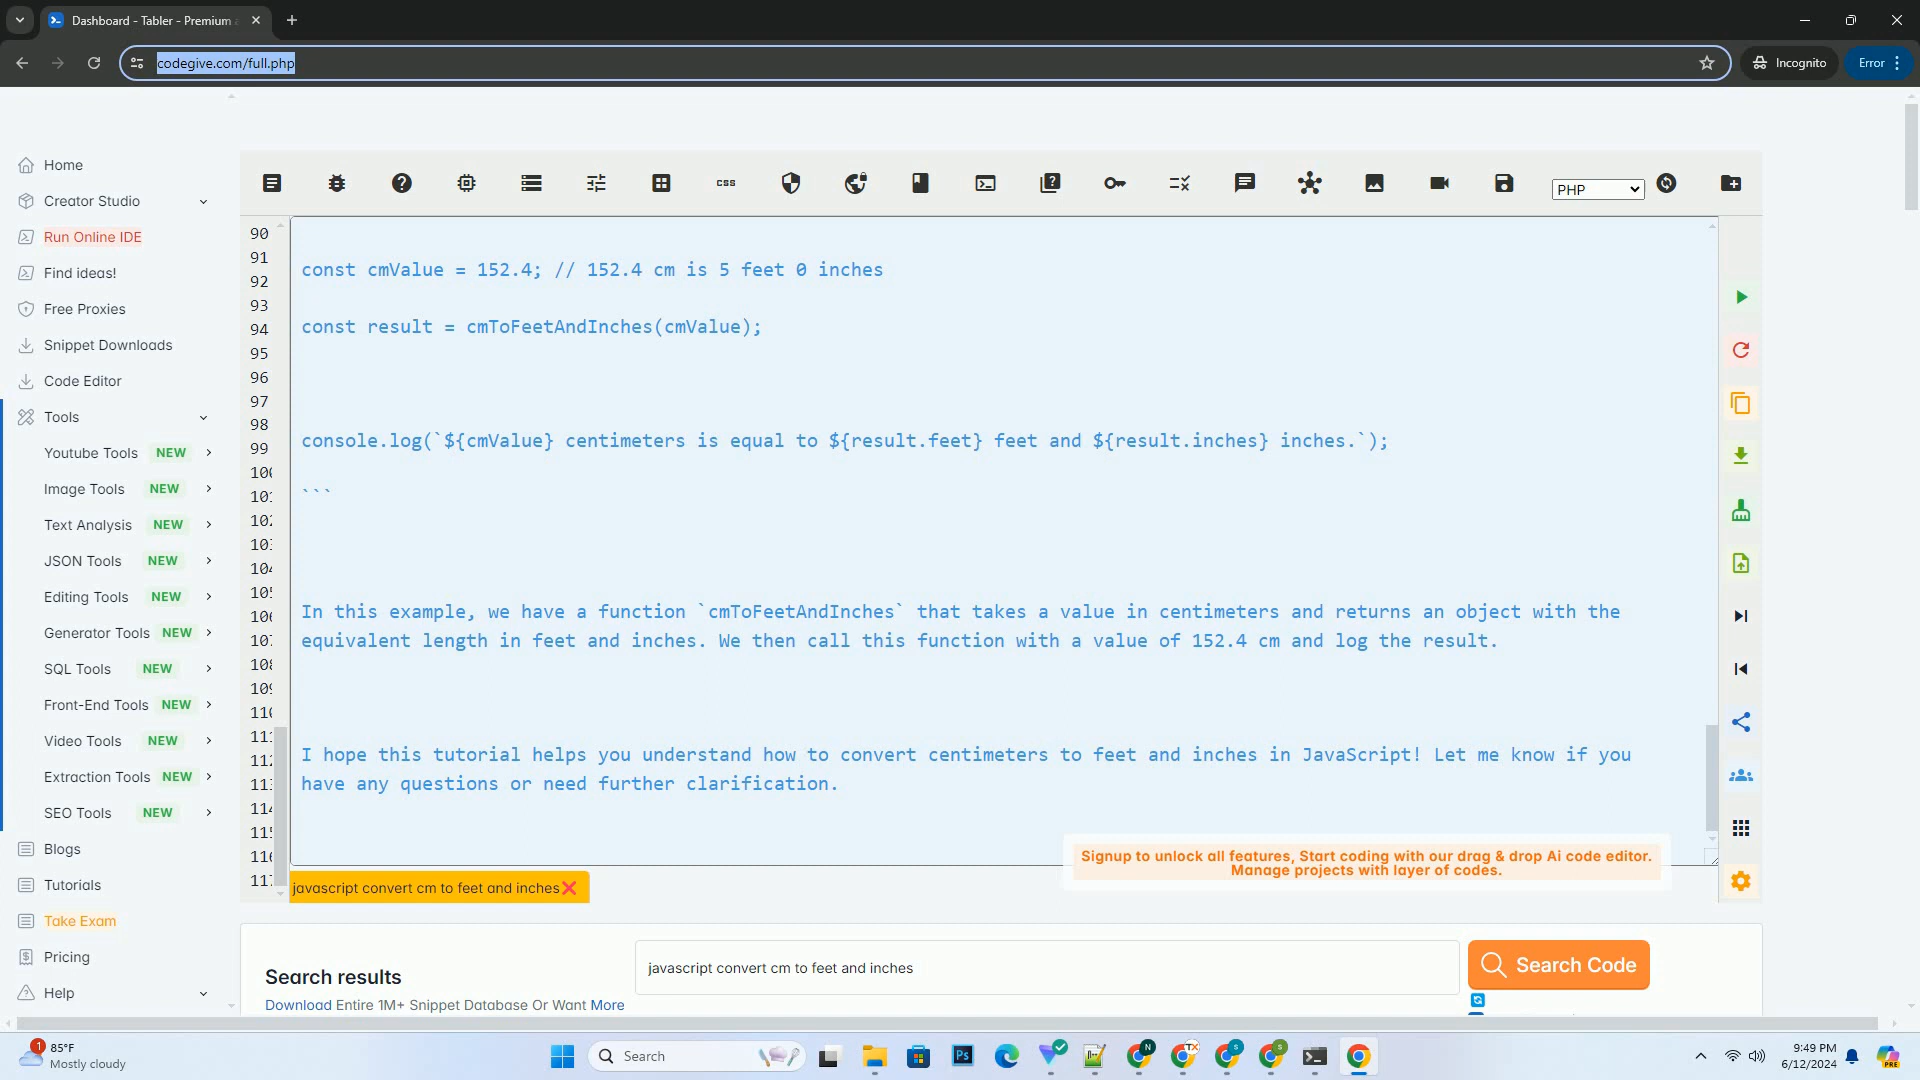 Dashboard - Tabler - Premium
codegive.com/full.php
Incognito
Error
Home
Creator Studio
Run Online IDE
Find ideas!
Free Proxies
Snippet Downloads
Code Editor
Tools
Youtube Tools NEW
Image Tools NEW
Text Analysis NEW
JSON Tools NEW
Editing Tools NEW
Generator Tools NEW
SQL Tools NEW
Front-End Tools NEW
Video Tools NEW
Extraction Tools NEW
SEO Tools NEW
Blogs
Tutorials
Take Exam
Pricing
Help
css
PHP
90
91
92
93
94
95
96
97
98
99
const cmValue = 152.4; // 152.4 cm is 5 feet 0 inches
const result = cmToFeetAndInches(cmValue);
console.log(`${cmValue} centimeters is equal to ${result.feet} feet and ${result.inches} inches.`);
```
In this example, we have a function `cmToFeetAndInches` that takes a value in centimeters and returns an object with the
equivalent length in feet and inches. We then call this function with a value of 152.4 cm and log the result.
I hope this tutorial helps you understand how to convert centimeters to feet and inches in JavaScript! Let me know if you
have any questions or need further clarification.
Signup to unlock all features, Start coding with our drag & drop Ai code editor.
Manage projects with layer of codes.
javascript convert cm to feet and inches
Search results
Download Entire 1M+ Snippet Database Or Want More
javascript convert cm to feet and inches
Search Code
1
85°F
Mostly cloudy
Search
Ps
9:49 PM
6/12/2024